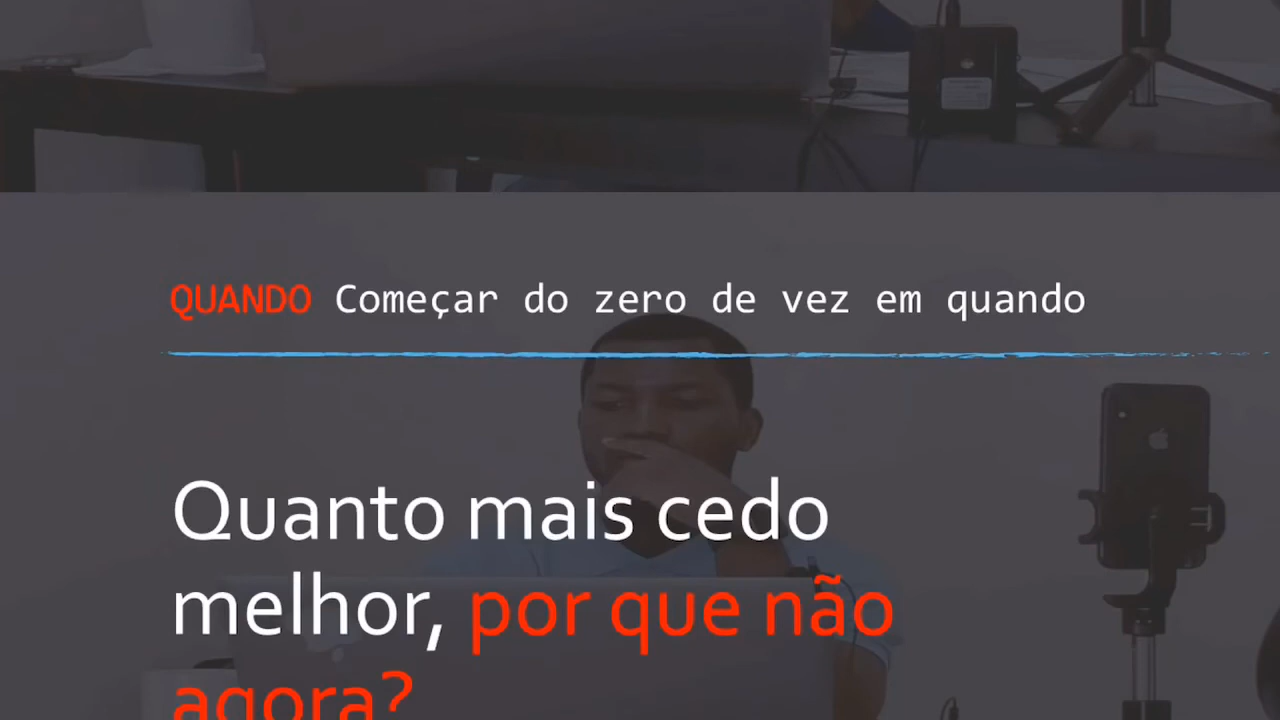 QUANDO Começar do zero de vez em quando
Quanto mais cedo
melhor, por que não
agora?